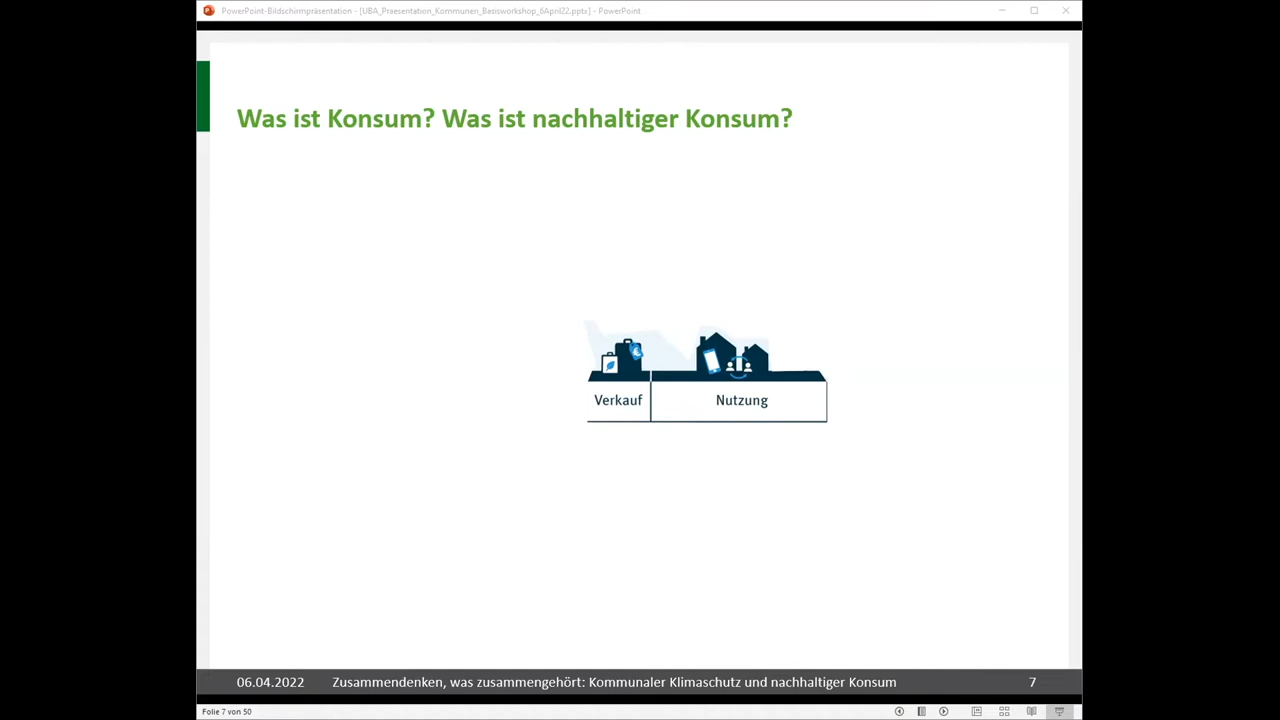 PowerPoint-Bildschirmpräsentation - [UBA_Praesentation_Kommunen_Basisworkshop_6April22.pptx] - PowerPoint
Was ist Konsum? Was ist nachhaltiger Konsum?
Verkauf
Nutzung
06.04.2022
Zusammendenken, was zusammengehört: Kommunaler Klimaschutz und nachhaltiger Konsum
7
Folie 7 von 50